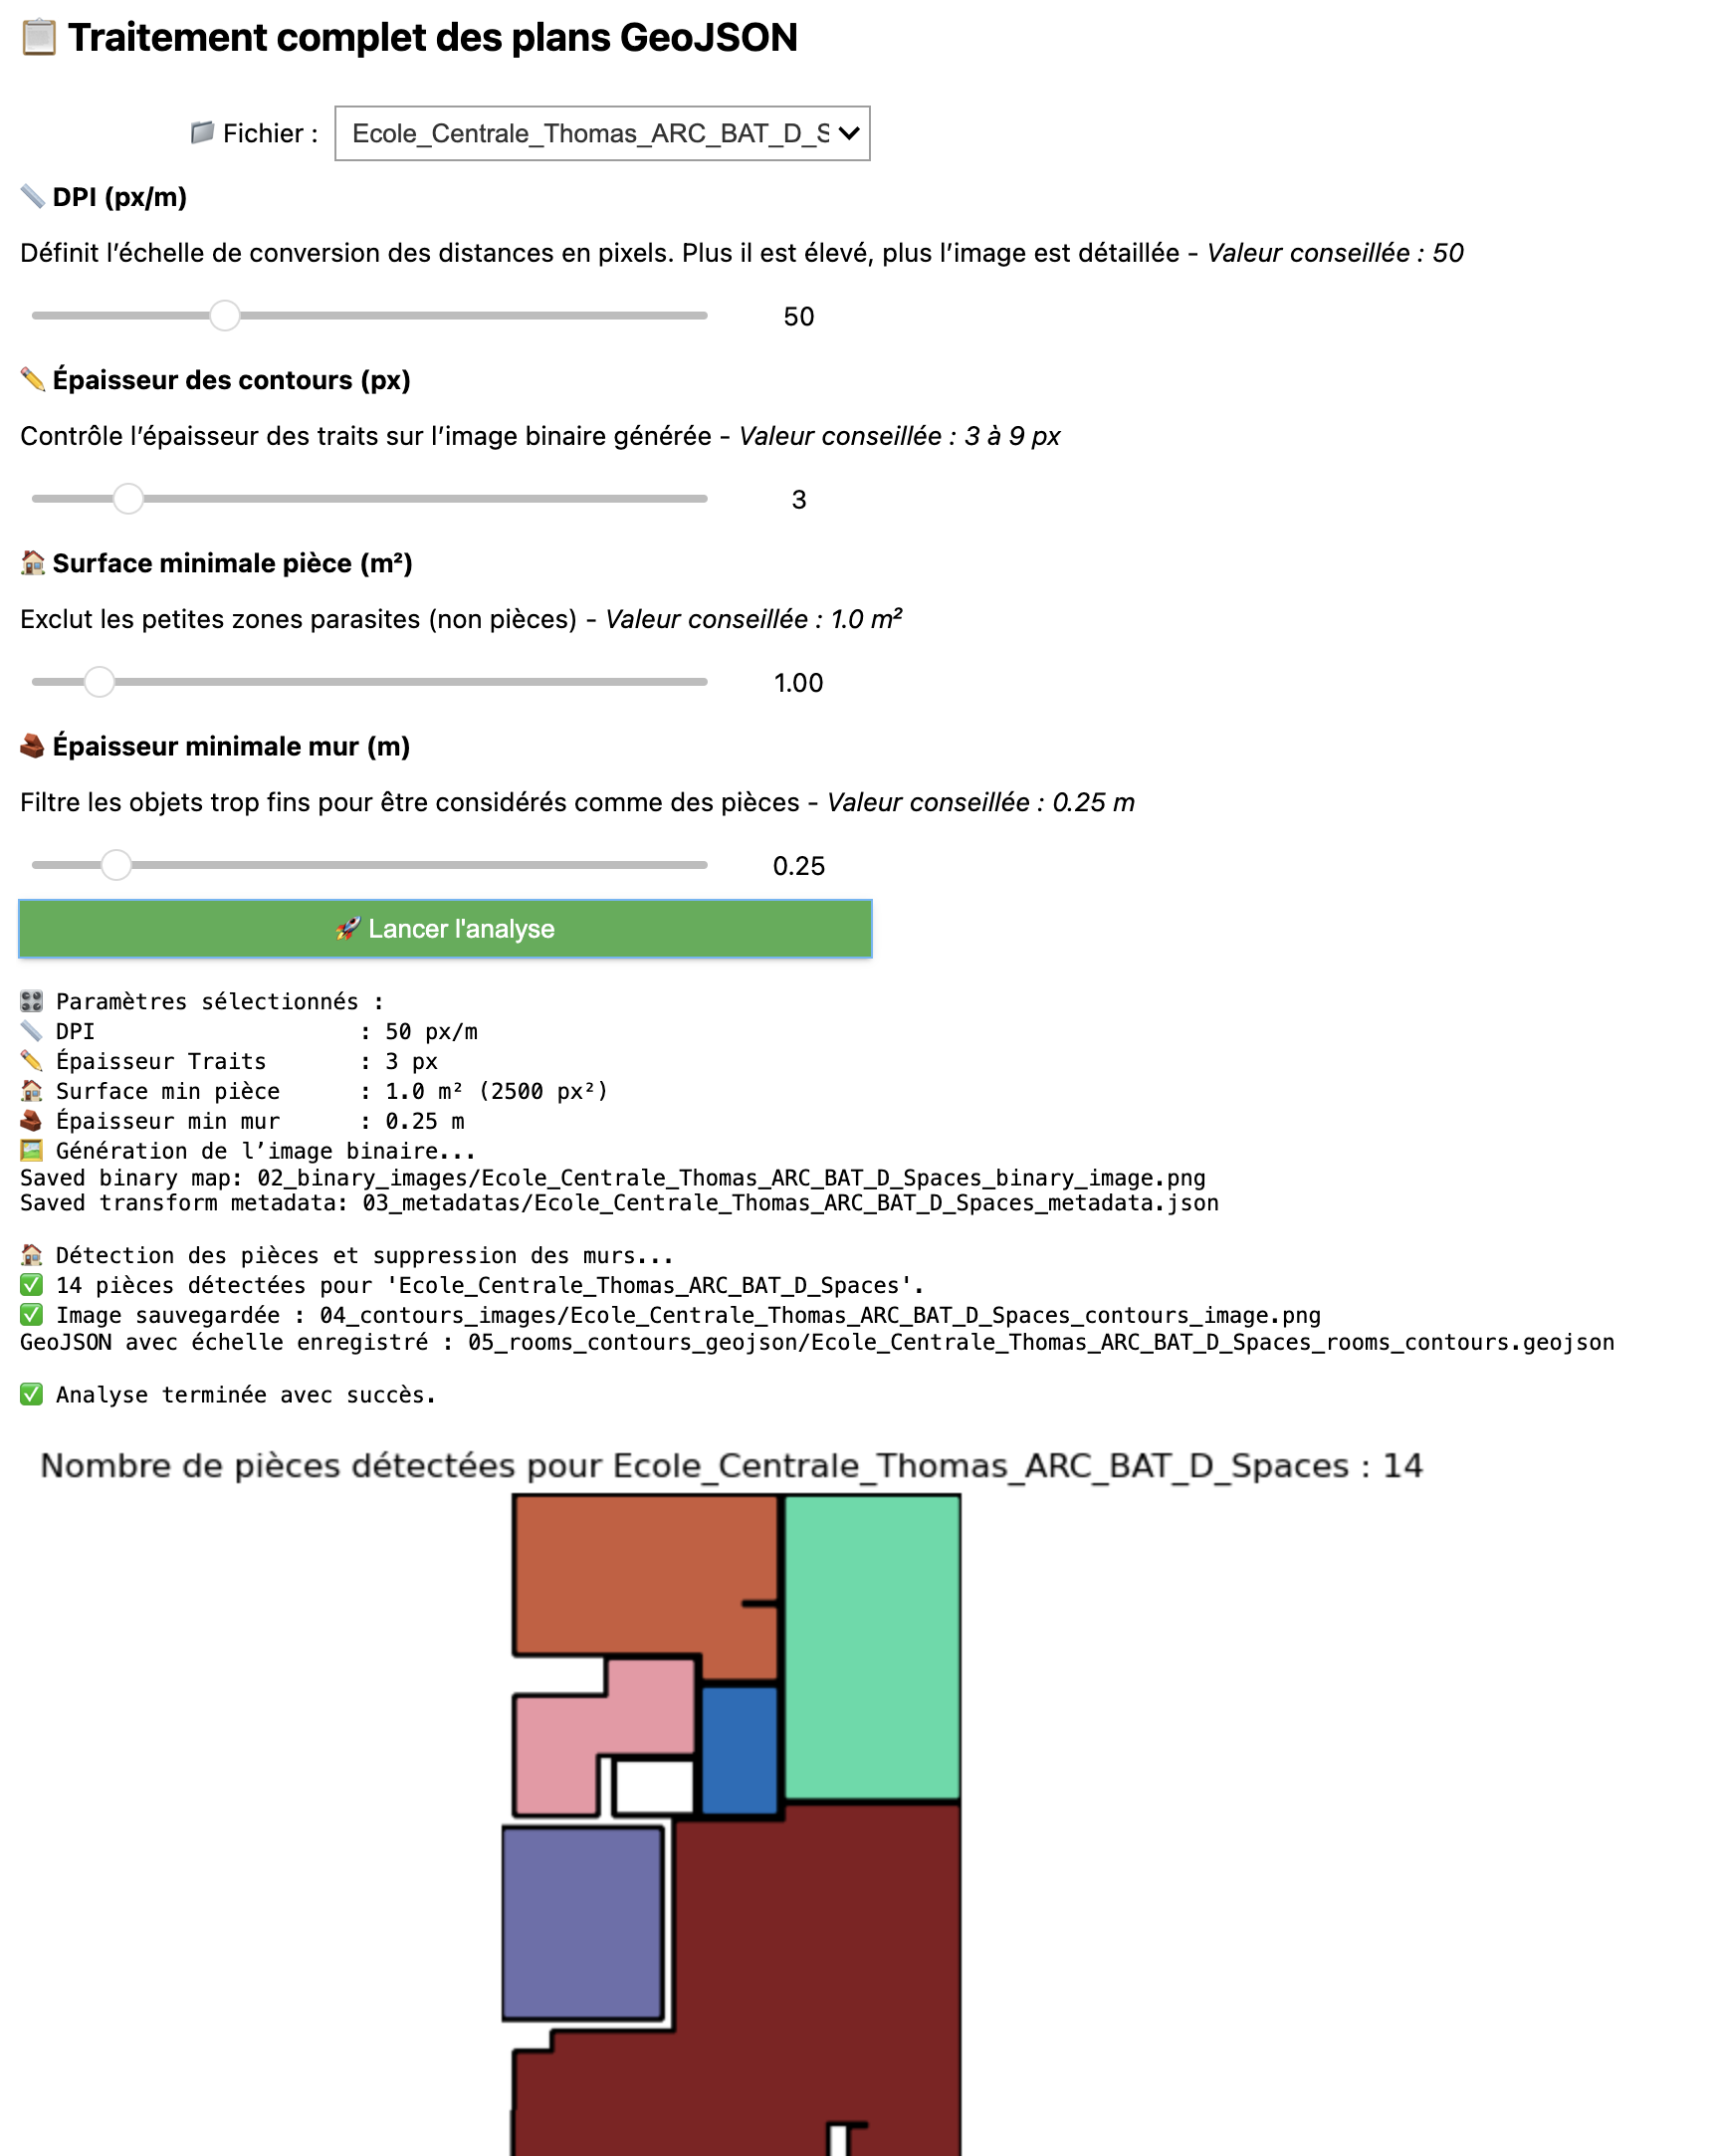 Traitement complet des plans GeoJSON
Fichier : Ecole_Centrale_Thomas_ARC_BAT_D_S
DPI (px/m)
Définit l’échelle de conversion des distances en pixels. Plus il est élevé, plus l’image est détaillée - Valeur conseillée : 50
50
Épaisseur des contours (px)
Contrôle l’épaisseur des traits sur l’image binaire générée - Valeur conseillée : 3 à 9 px
3
Surface minimale pièce (m²)
Exclut les petites zones parasites (non pièces) - Valeur conseillée : 1.0 m²
1.00
Épaisseur minimale mur (m)
Filtre les objets trop fins pour être considérés comme des pièces - Valeur conseillée : 0.25 m
0.25
Lancer l'analyse
Paramètres sélectionnés :
DPI : 50 px/m
Épaisseur Traits : 3 px
Surface min pièce : 1.0 m² (2500 px²)
Épaisseur min mur : 0.25 m
Génération de l’image binaire...
Saved binary map: 02_binary_images/Ecole_Centrale_Thomas_ARC_BAT_D_Spaces_binary_image.png
Saved transform metadata: 03_metadatas/Ecole_Centrale_Thomas_ARC_BAT_D_Spaces_metadata.json
Détection des pièces et suppression des murs...
14 pièces détectées pour 'Ecole_Centrale_Thomas_ARC_BAT_D_Spaces'.
Image sauvegardée : 04_contours_images/Ecole_Centrale_Thomas_ARC_BAT_D_Spaces_contours_image.png
GeoJSON avec échelle enregistré : 05_rooms_contours_geojson/Ecole_Centrale_Thomas_ARC_BAT_D_Spaces_rooms_contours.geojson
Analyse terminée avec succès.
Nombre de pièces détectées pour Ecole_Centrale_Thomas_ARC_BAT_D_Spaces : 14